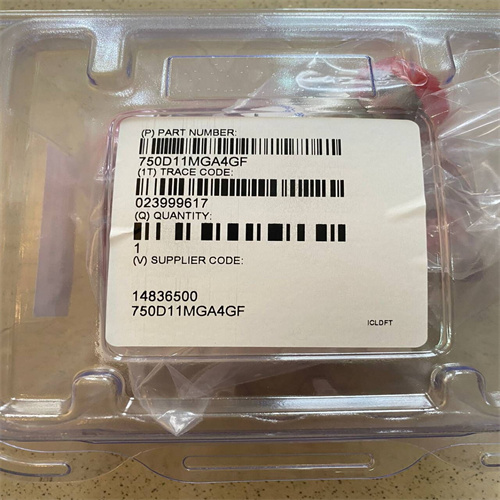 (P) PART NUMBER:
750D11MGA4GF
(1T) TRACE CODE:
023999617
(Q) QUANTITY:
1
(V) SUPPLIER CODE:
14836500
750D11MGA4GF
ICLDFT